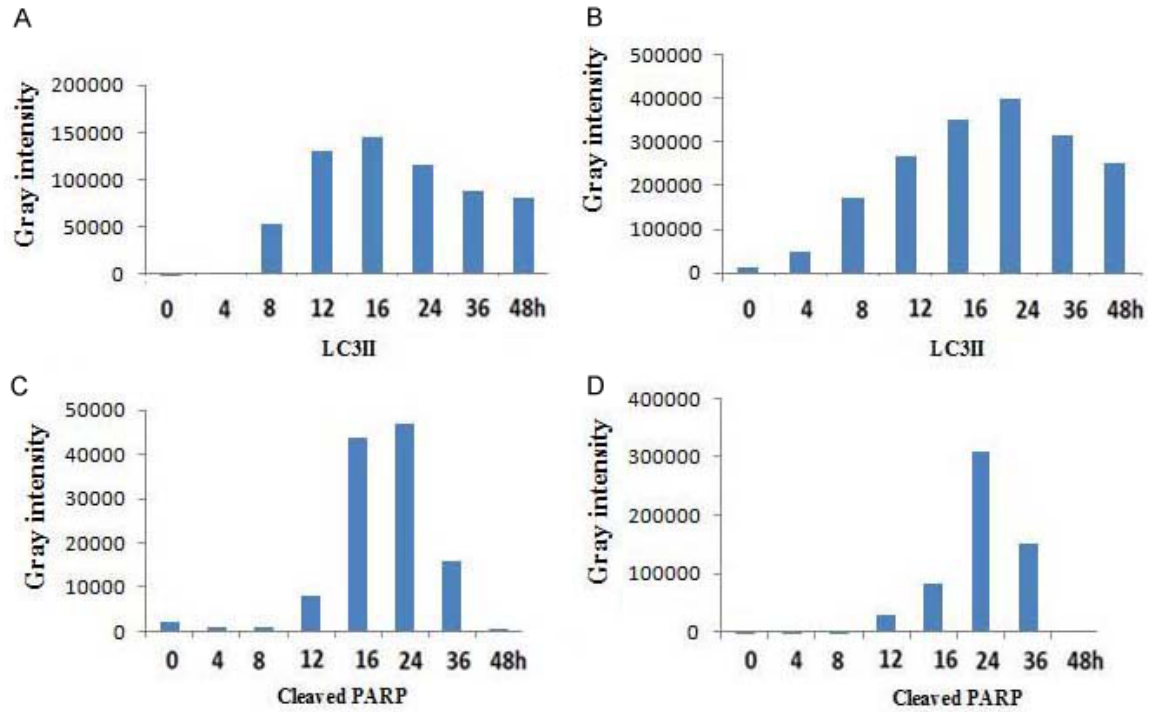 A
Gray intensity
200000
150000
100000
50000
0
0 4 8 12 16 24 36 48h
LC3II
B
Gray intensity
500000
400000
300000
200000
100000
0
0 4 8 12 16 24 36 48h
LC3II
C
Gray intensity
50000
40000
30000
20000
10000
0
0 4 8 12 16 24 36 48h
Cleaved PARP
D
Gray intensity
400000
300000
200000
100000
0
0 4 8 12 16 24 36 48h
Cleaved PARP